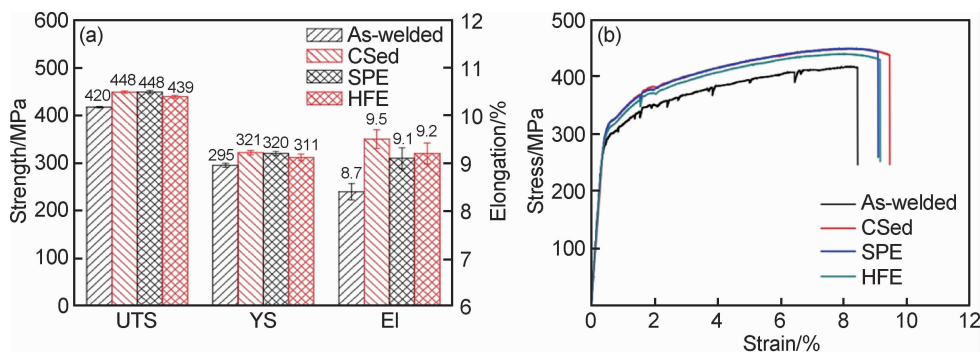 (a)
As-welded
CSed
SPE
HFE
Strength/MPa
600
500
400
300
200
100
0
420
448
448
439
295
321
320
311
8.7
9.5
9.1
9.2
UTS
YS
El
12
11
10
9
8
7
6
Elongation/%
(b)
Stress/MPa
500
400
300
200
100
As-welded
CSed
SPE
HFE
0
2
4
6
8
10
12
Strain/%